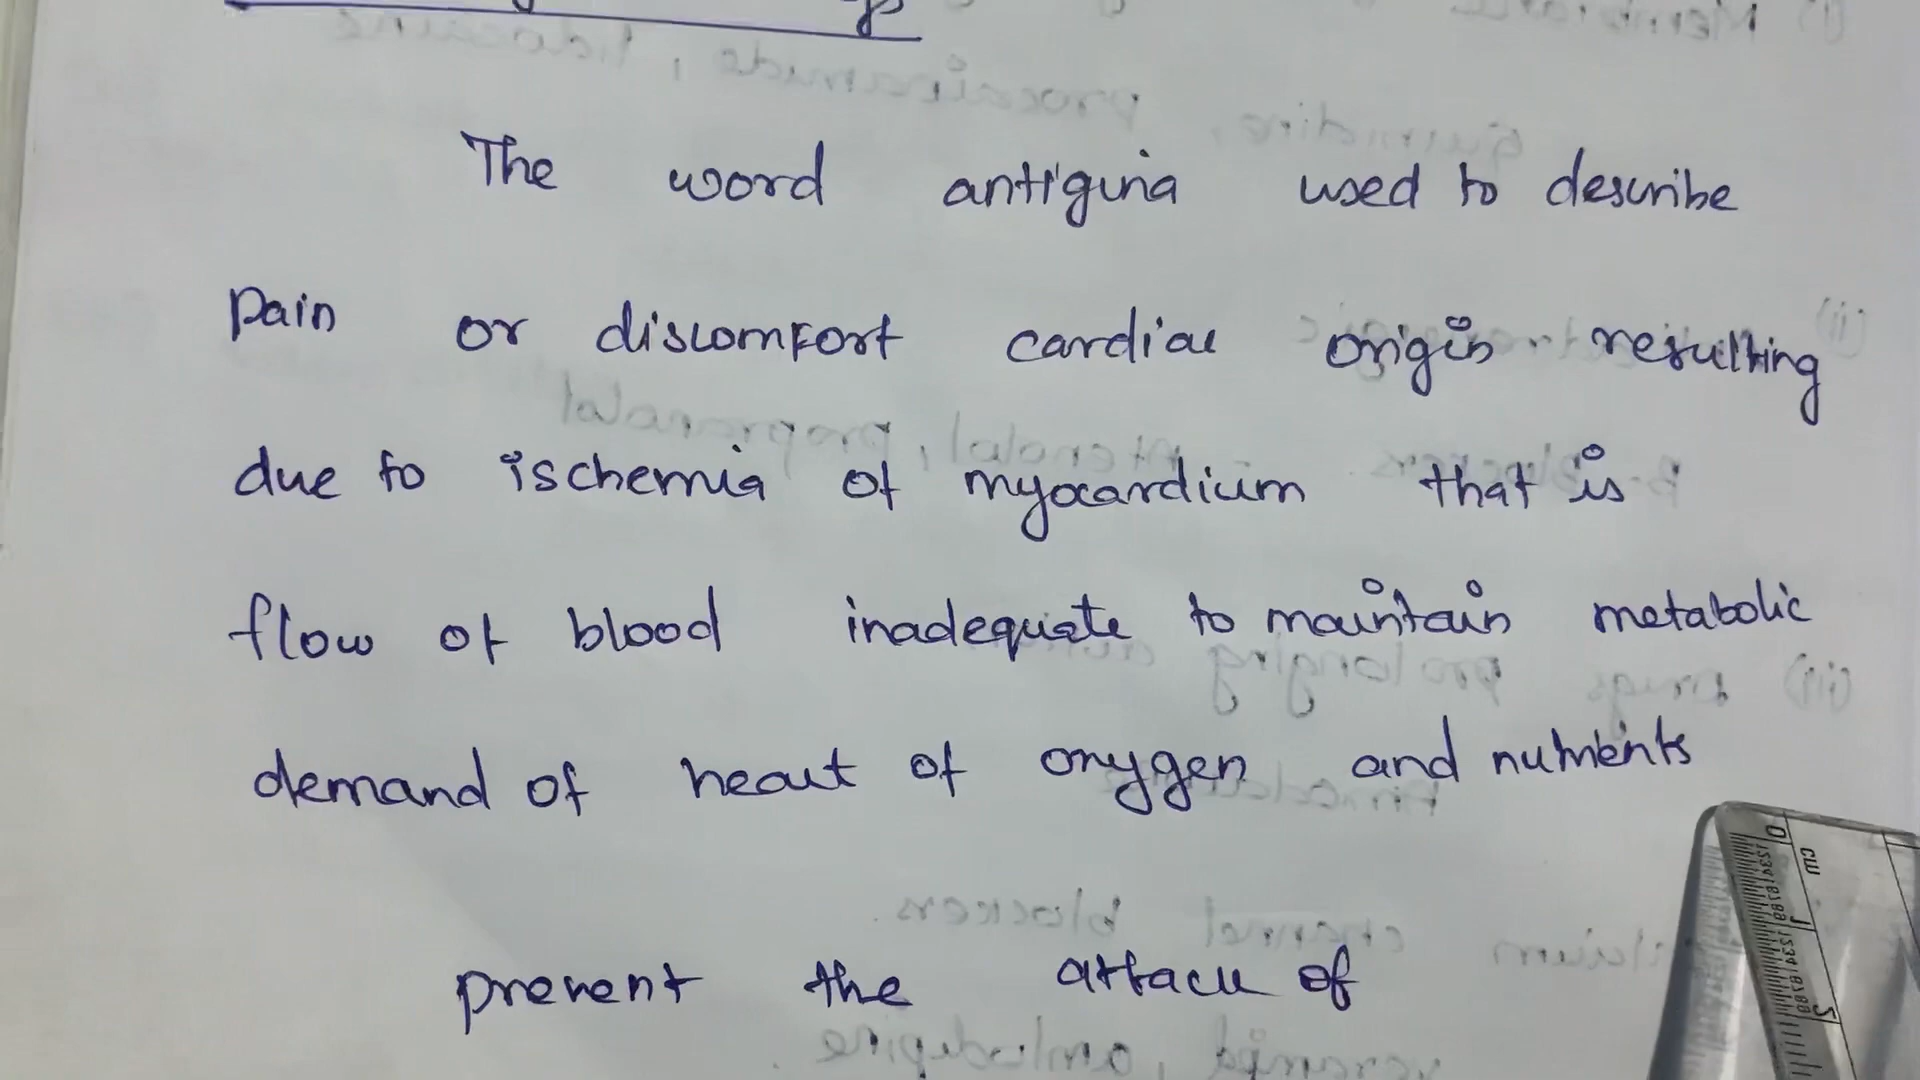 The word antigina used to describe
pain or discomfort cardiac origin resulting
due to ischemia of myocardium that is
flow of blood inadequate to maintain metabolic
demand of heart of oxygen and nutrients
prevent the attack of